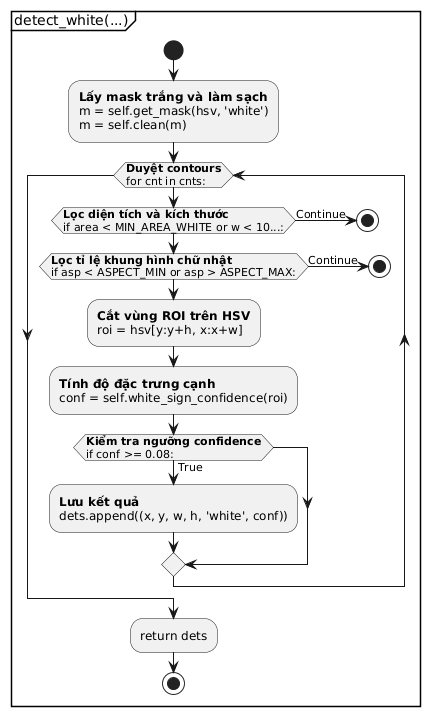 detect_white(...)
Lấy mask trắng và làm sạch
m = self.get_mask(hsv, 'white')
m = self.clean(m)
Duyệt contours
for cnt in cnts:
Lọc diện tích và kích thước
if area < MIN_AREA_WHITE or w < 10...:
Continue
Lọc tỉ lệ khung hình chữ nhật
if asp < ASPECT_MIN or asp > ASPECT_MAX:
Continue
Cắt vùng ROI trên HSV
roi = hsv[y:y+h, x:x+w]
Tính độ đặc trưng cạnh
conf = self.white_sign_confidence(roi)
Kiểm tra ngưỡng confidence
if conf >= 0.08:
True
Lưu kết quả
dets.append((x, y, w, h, 'white', conf))
return dets